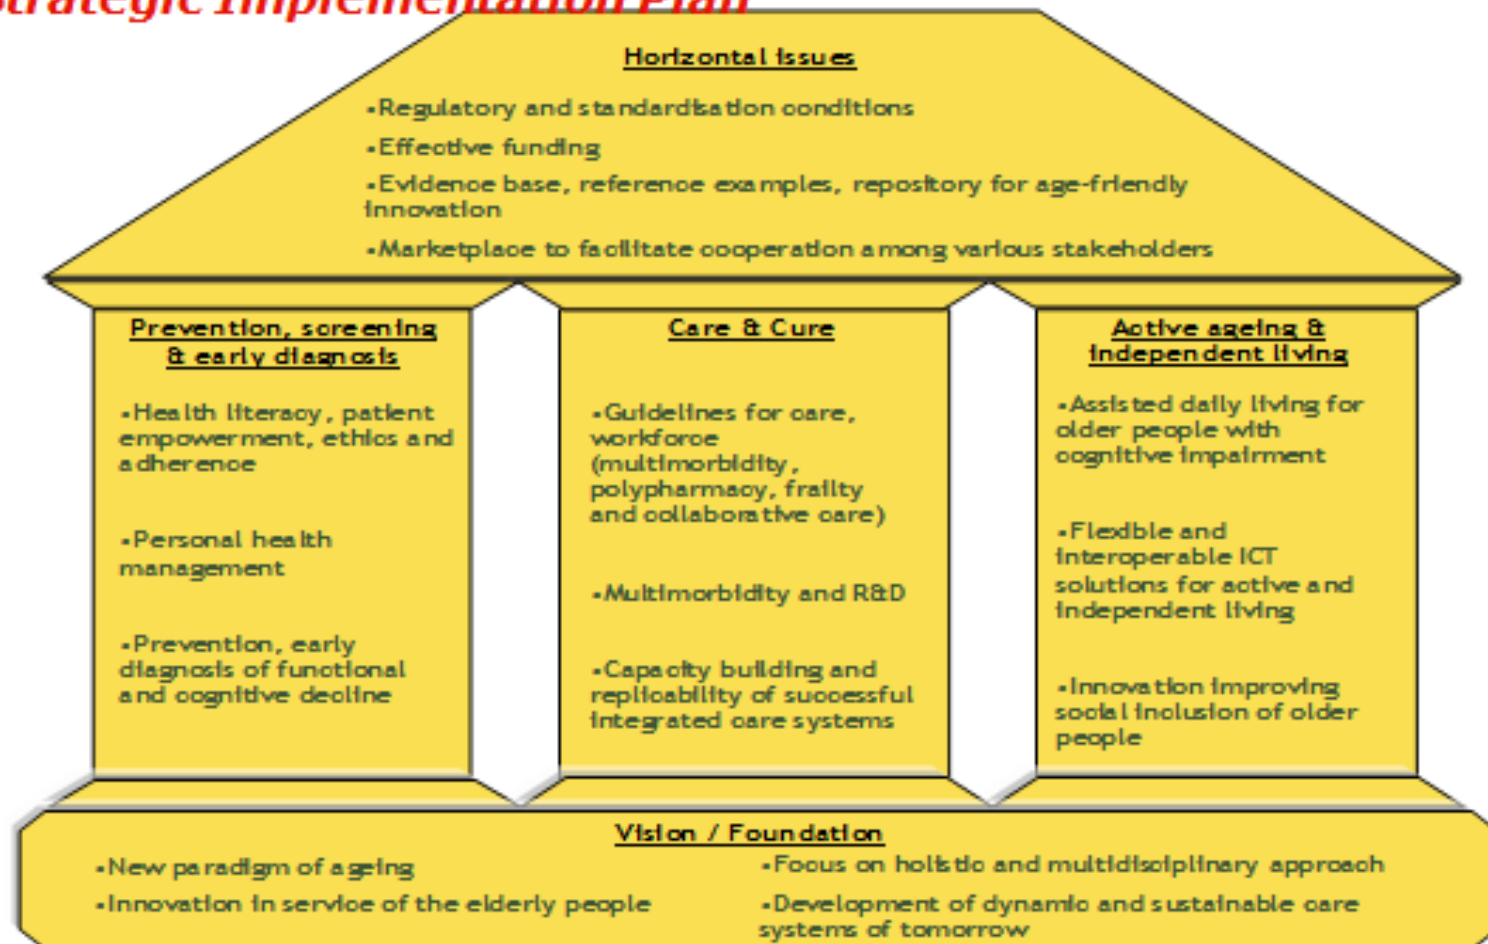 Strategic Implementation Plan
Horizontal issues
▪Regulatory and standardisation conditions
▪Effective funding
▪Evidence base, reference examples, repository for age-friendly
innovation
▪Marketplace to facilitate cooperation among various stakeholders
Prevention, screening
& early diagnosis
▪Health literacy, patient
empowerment, ethics and
adherence
▪Personal health
management
▪Prevention, early
diagnosis of functional
and cognitive decline
Care & Cure
▪Guidelines for care,
workforce
(multimorbidity,
polypharmacy, frailty
and collaborative care)
▪Multimorbidity and R&D
▪Capacity building and
replicability of successful
integrated care systems
Active ageing &
independent living
▪Assisted daily living for
older people with
cognitive impairment
▪Flexible and
interoperable ICT
solutions for active and
independent living
▪Innovation improving
social inclusion of older
people
Vision / Foundation
▪New paradigm of ageing
▪Innovation in service of the elderly people
▪Focus on holistic and multidisciplinary approach
▪Development of dynamic and sustainable care
systems of tomorrow